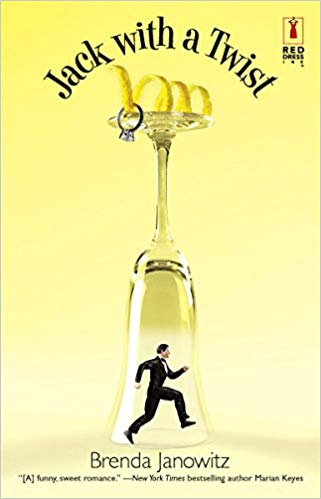 Jack with a Twist
RED
DRESS
INK
Brenda Janowitz
"[A] funny, sweet romance." —New York Times bestselling author Marian Keyes